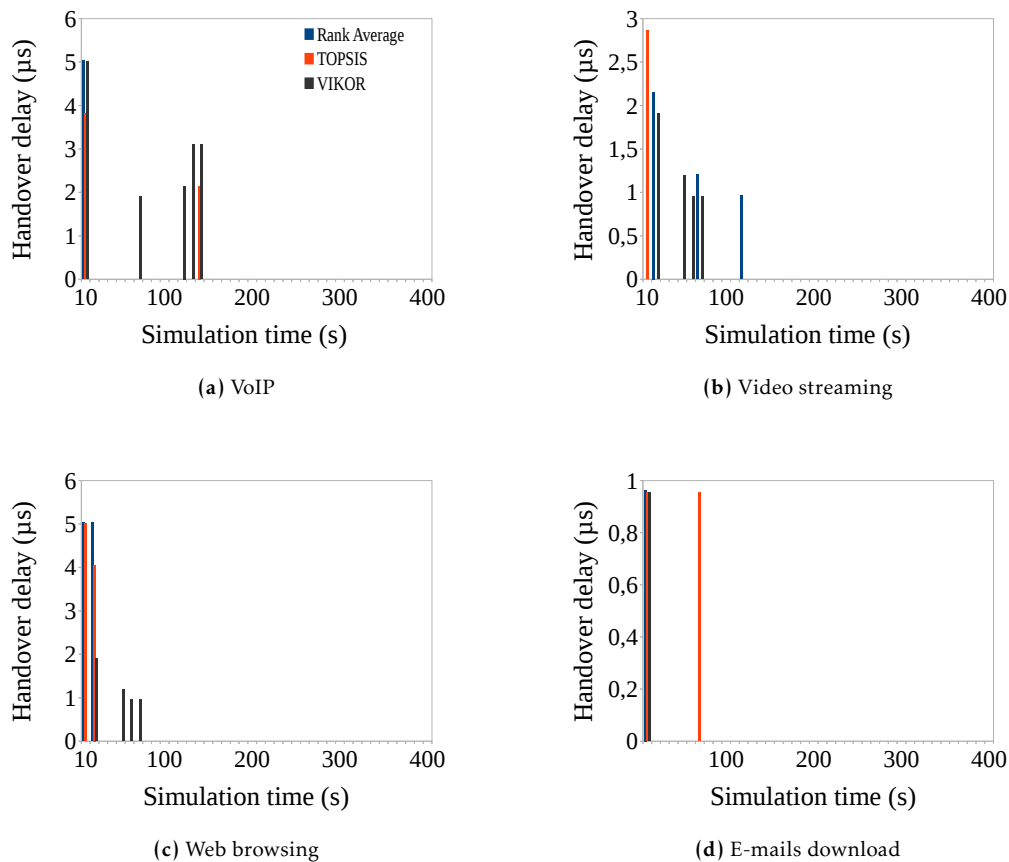 6
5
4
3
2
1
0
Handover delay (µs)
10 100 200 300 400
Simulation time (s)
Rank Average
TOPSIS
VIKOR
(a) VoIP
3
2,5
2
1,5
1
0,5
0
Handover delay (µs)
10 100 200 300 400
Simulation time (s)
(b) Video streaming
6
5
4
3
2
1
0
Handover delay (µs)
10 100 200 300 400
Simulation time (s)
(c) Web browsing
1
0,8
0,6
0,4
0,2
0
Handover delay (µs)
10 100 200 300 400
Simulation time (s)
(d) E-mails download